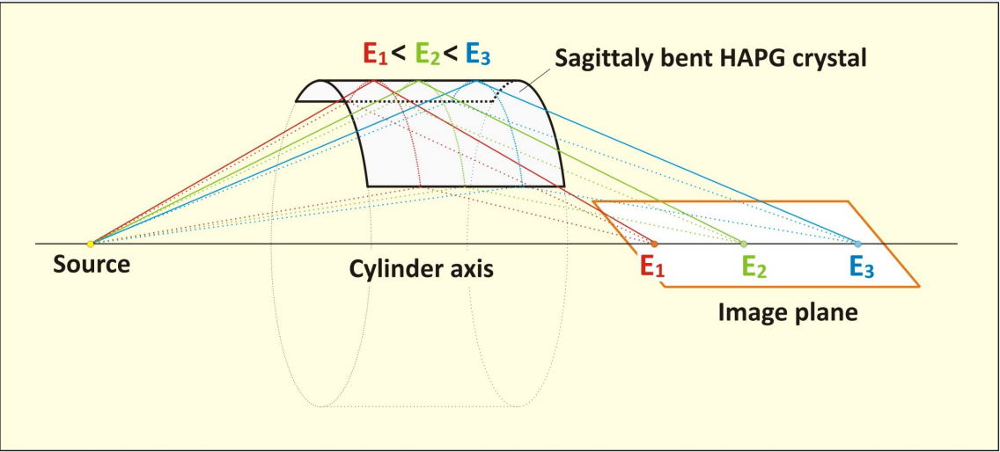 E₁< E₂< E₃
Sagittaly bent HAPG crystal
Source
Cylinder axis
E₁
E₂
E₃
Image plane